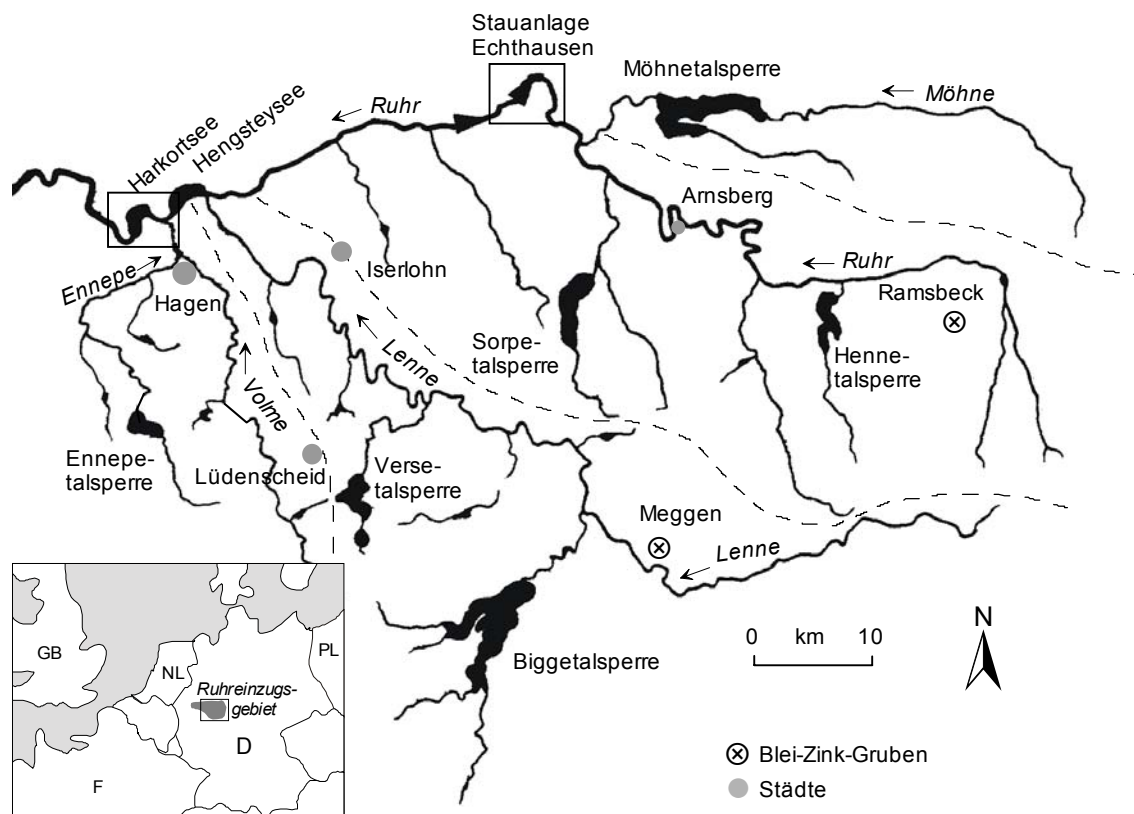 Stauanlage
Echthausen
Möhnetalsperre
Möhne
Ruhr
Harkortsee
Hengsteysee
Arnsberg
Ennepe
Hagen
Iserlohn
Ruhr
Ramsbeck
Sorpe-
talsperre
Henne-
talsperre
Lenne
Volme
Ennepe-
talsperre
Lüdenscheid
Verse-
talsperre
Meggen
Lenne
Biggetalsperre
0 km 10
N
GB
NL
PL
Ruhreinzugs-
gebiet
D
F
Blei-Zink-Gruben
Städte